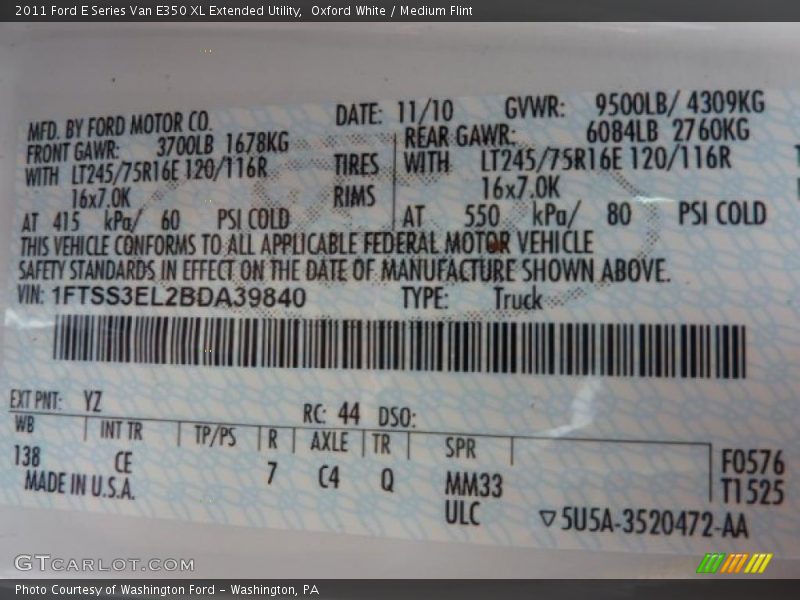 2011 Ford E Series Van E350 XL Extended Utility,  Oxford White / Medium Flint
MFD. BY FORD MOTOR CO. DATE: 11/10 GVWR: 9500LB/ 4309KG
FRONT GAWR: 3700LB 1678KG REAR GAWR: 6084LB 2760KG
WITH LT245/75R16E 120/116R TIRES WITH LT245/75R16E 120/116R
16x7.0K RIMS 16x7.0K
AT 415 kPa/ 60 PSI COLD AT 550 kPa/ 80 PSI COLD
THIS VEHICLE CONFORMS TO ALL APPLICABLE FEDERAL MOTOR VEHICLE
SAFETY STANDARDS IN EFFECT ON THE DATE OF MANUFACTURE SHOWN ABOVE.
VIN: 1FTSS3EL2BDA39840 TYPE: Truck
EXT PNT: YZ RC: 44 DSO:
WB INT TR TP/PS R AXLE TR SPR
138 CE 7 C4 Q MM33 F0576
MADE IN U.S.A. ULC T1525
▽5U5A-3520472-AA
GTCARLOT.COM
Photo Courtesy of Washington Ford - Washington, PA